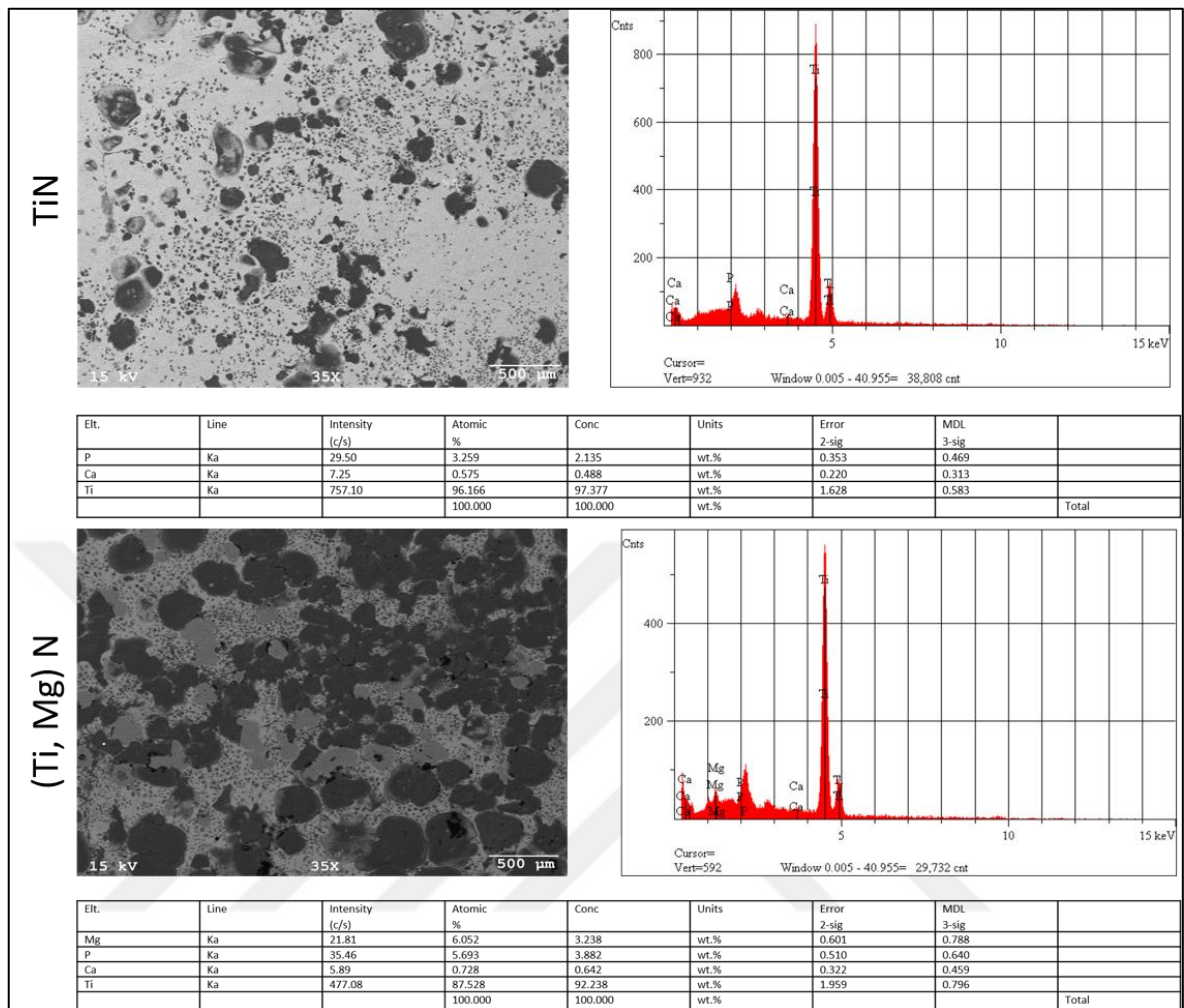 TiN
15 kV 35X 500 µm
Cnts
800
600
400
200
Ti
Ti
Ca
Ca
P
P
Ca
Ca
5 10 15 keV
Cursor=
Vert=932 Window 0.005 - 40.955= 38,808 cnt
Elt. Line Intensity (c/s) Atomic % Conc Units Error 2-sig MDL 3-sig
P Ka 29.50 3.259 2.135 wt.% 0.353 0.469
Ca Ka 7.25 0.575 0.488 wt.% 0.220 0.313
Ti Ka 757.10 96.166 97.377 wt.% 1.628 0.583
100.000 100.000 wt.% Total
(Ti, Mg) N
15 kV 35X 500 µm
Cnts
400
200
Ti
Ca
Ca
Ca
Mg
Mg
Mg
P
P
P
Ca
Ca
5 10 15 keV
Cursor=
Vert=592 Window 0.005 - 40.955= 29,732 cnt
Elt. Line Intensity (c/s) Atomic % Conc Units Error 2-sig MDL 3-sig
Mg Ka 21.81 6.052 3.238 wt.% 0.601 0.788
P Ka 35.46 5.693 3.882 wt.% 0.510 0.640
Ca Ka 5.89 0.728 0.642 wt.% 0.322 0.459
Ti Ka 477.08 87.528 92.238 wt.% 1.959 0.796
100.000 100.000 wt.% Total